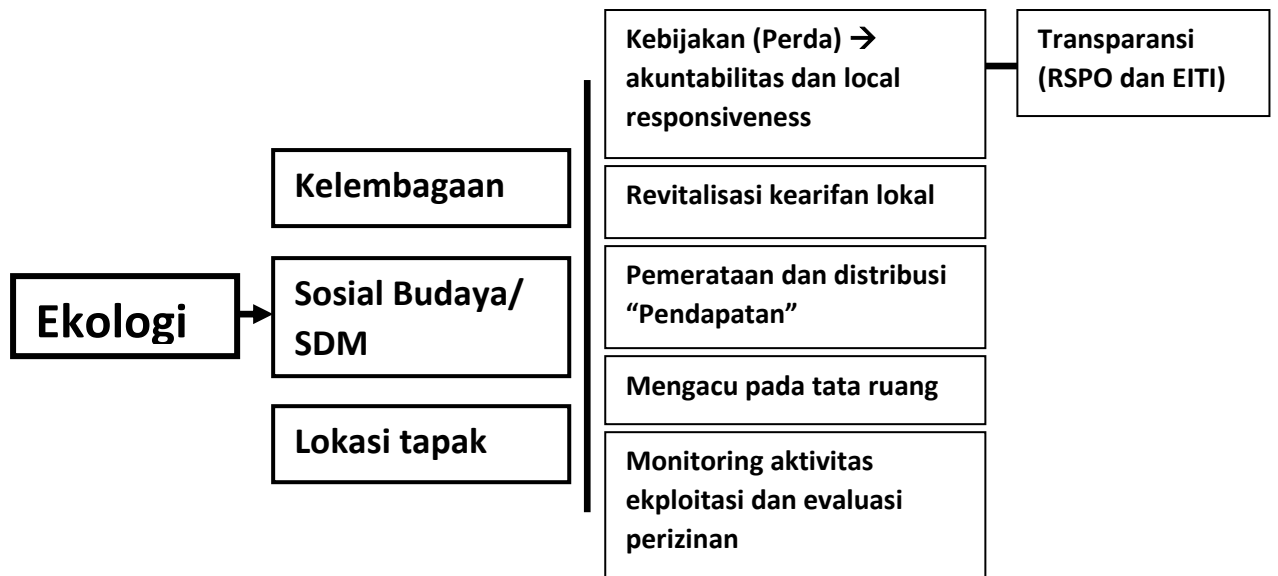 Ekologi
Kelembagaan
Sosial Budaya/
SDM
Lokasi tapak
Kebijakan (Perda) →
akuntabilitas dan local
responsiveness
Revitalisasi kearifan lokal
Pemerataan dan distribusi
“Pendapatan”
Mengacu pada tata ruang
Monitoring aktivitas
ekploitasi dan evaluasi
perizinan
Transparansi
(RSPO dan EITI)